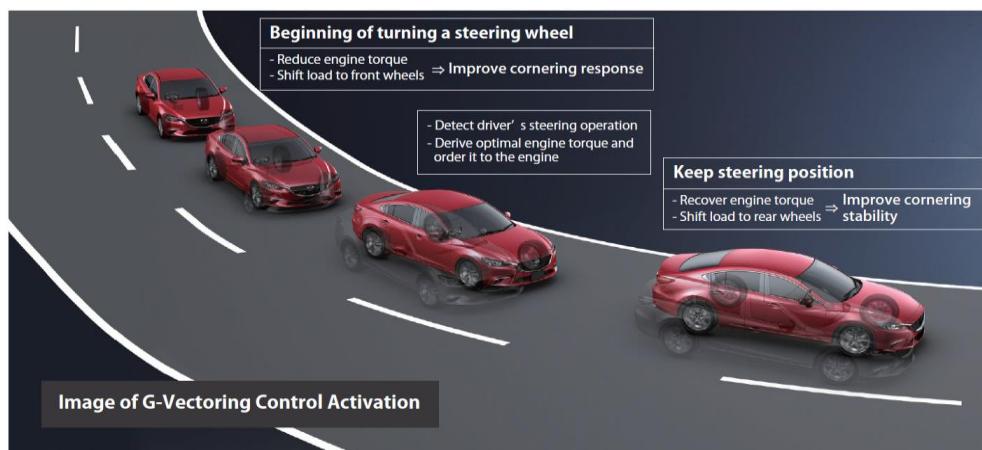 Beginning of turning a steering wheel
- Reduce engine torque
- Shift load to front wheels ⇒ Improve cornering response
- Detect driver’ s steering operation
- Derive optimal engine torque and
order it to the engine
Keep steering position
- Recover engine torque
- Shift load to rear wheels ⇒ Improve cornering
stability
Image of G-Vectoring Control Activation